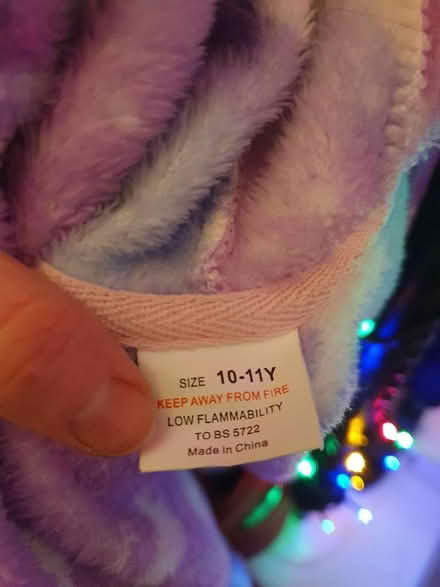 SIZE 10-11Y
KEEP AWAY FROM FIRE
LOW FLAMMABILITY
TO BS 5722
Made in China